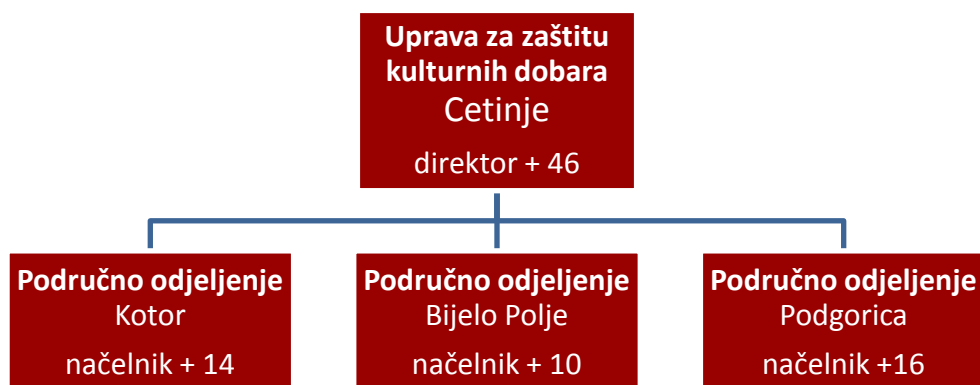 Uprava za zaštitu
kulturnih dobara
Cetinje
direktor + 46
Područno odjeljenje
Kotor
načelnik + 14
Područno odjeljenje
Bijelo Polje
načelnik + 10
Područno odjeljenje
Podgorica
načelnik +16